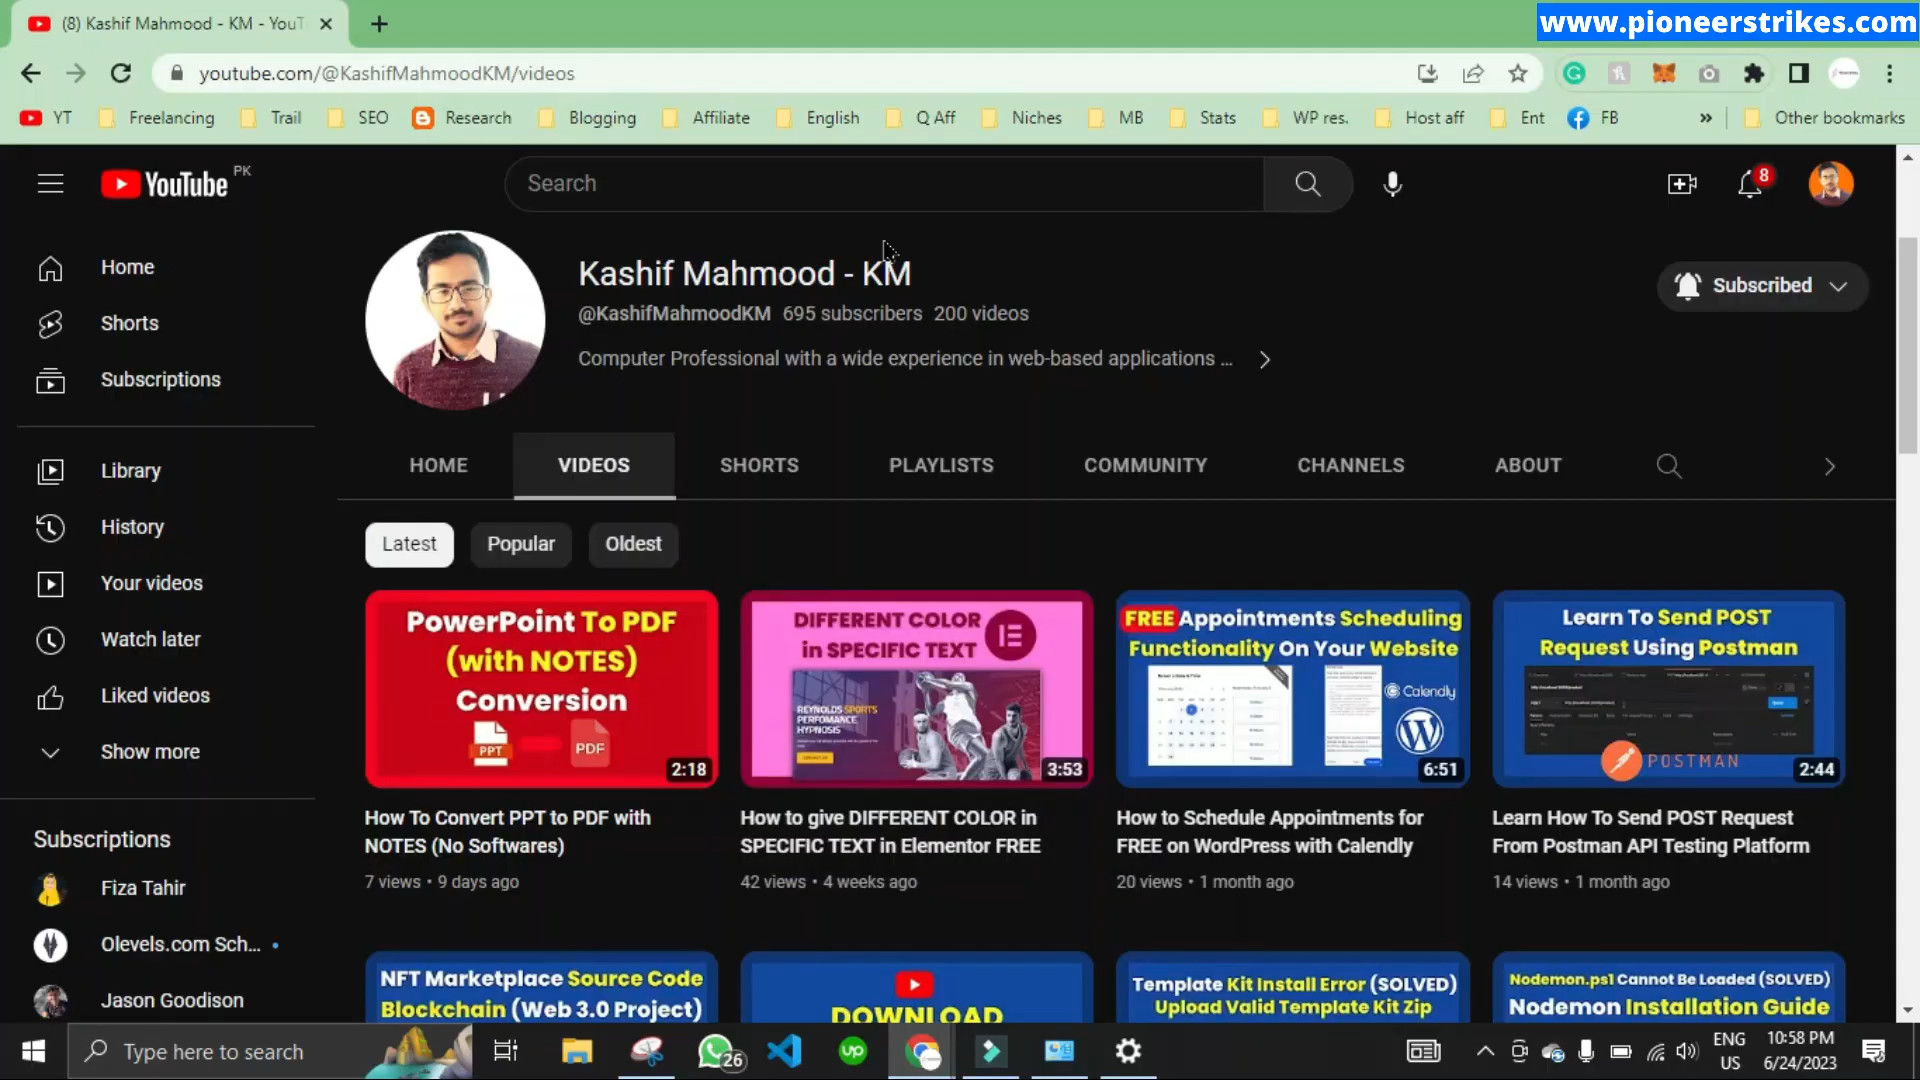 (8) Kashif Mahmood - KM - YouT
www.pioneerstrikes.com
youtube.com/@KashifMahmoodKM/videos
YT Freelancing Trail SEO Research Blogging Affiliate English Q Aff Niches MB Stats WP res. Host aff Ent FB » Other bookmarks
YouTube PK
Search
8
Home
Shorts
Subscriptions
Library
History
Your videos
Watch later
Liked videos
Show more
Subscriptions
Fiza Tahir
Olevels.com Sch...
Jason Goodison
Kashif Mahmood - KM
@KashifMahmoodKM 695 subscribers 200 videos
Computer Professional with a wide experience in web-based applications ...
Subscribed
HOME VIDEOS SHORTS PLAYLISTS COMMUNITY CHANNELS ABOUT
Latest Popular Oldest
PowerPoint To PDF
(with NOTES)
Conversion
PPT PDF
2:18
How To Convert PPT to PDF with
NOTES (No Softwares)
7 views • 9 days ago
DIFFERENT COLOR
in SPECIFIC TEXT
REYNOLDS SPORTS
PERFOMANCE
HYPNOSIS
3:53
How to give DIFFERENT COLOR in
SPECIFIC TEXT in Elementor FREE
42 views • 4 weeks ago
FREE Appointments Scheduling
Functionality On Your Website
Calendly
6:51
How to Schedule Appointments for
FREE on WordPress with Calendly
20 views • 1 month ago
Learn To Send POST
Request Using Postman
POSTMAN
2:44
Learn How To Send POST Request
From Postman API Testing Platform
14 views • 1 month ago
NFT Marketplace Source Code
Blockchain (Web 3.0 Project)
DOWNLOAD
Template Kit Install Error (SOLVED)
Upload Valid Template Kit Zip
Nodemon.ps1 Cannot Be Loaded (SOLVED)
Nodemon Installation Guide
Type here to search
26
up
ENG
US
10:58 PM
6/24/2023